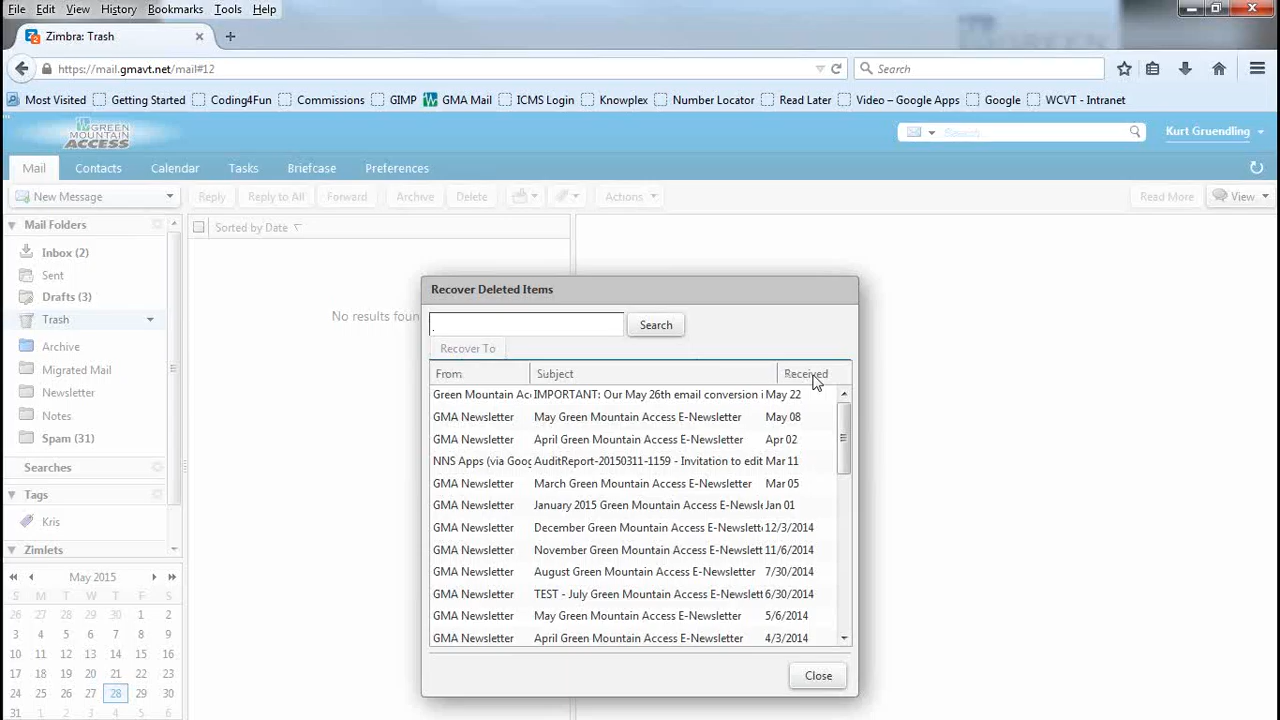 File Edit View History Bookmarks Tools Help
Zimbra: Trash
https://mail.gmavt.net/mail#12
Search
Most Visited Getting Started Coding4Fun Commissions GIMP GMA Mail ICMS Login Knowplex Number Locator Read Later Video – Google Apps Google WCVT - Intranet
GREEN MOUNTAIN ACCESS
Search
Kurt Gruendling
Mail Contacts Calendar Tasks Briefcase Preferences
New Message Reply Reply to All Forward Archive Delete Actions Read More View
Mail Folders
Sorted by Date
Inbox (2)
Sent
Drafts (3)
Trash
Archive
Migrated Mail
Newsletter
Notes
Spam (31)
Searches
Tags
Kris
Zimlets
May 2015
S M T W T F S
26 27 28 29 30 1 2
3 4 5 6 7 8 9
10 11 12 13 14 15 16
17 18 19 20 21 22 23
24 25 26 27 28 29 30
31 1 2 3 4 5 6
No results foun
Recover Deleted Items
.
Search
Recover To
From Subject Received
Green Mountain Acc IMPORTANT: Our May 26th email conversion i May 22
GMA Newsletter May Green Mountain Access E-Newsletter May 08
GMA Newsletter April Green Mountain Access E-Newsletter Apr 02
NNS Apps (via Goog AuditReport-20150311-1159 - Invitation to edit Mar 11
GMA Newsletter March Green Mountain Access E-Newsletter Mar 05
GMA Newsletter January 2015 Green Mountain Access E-Newsl Jan 01
GMA Newsletter December Green Mountain Access E-Newslett 12/3/2014
GMA Newsletter November Green Mountain Access E-Newslett 11/6/2014
GMA Newsletter August Green Mountain Access E-Newsletter 7/30/2014
GMA Newsletter TEST - July Green Mountain Access E-Newslett 6/30/2014
GMA Newsletter May Green Mountain Access E-Newsletter 5/6/2014
GMA Newsletter April Green Mountain Access E-Newsletter 4/3/2014
Close